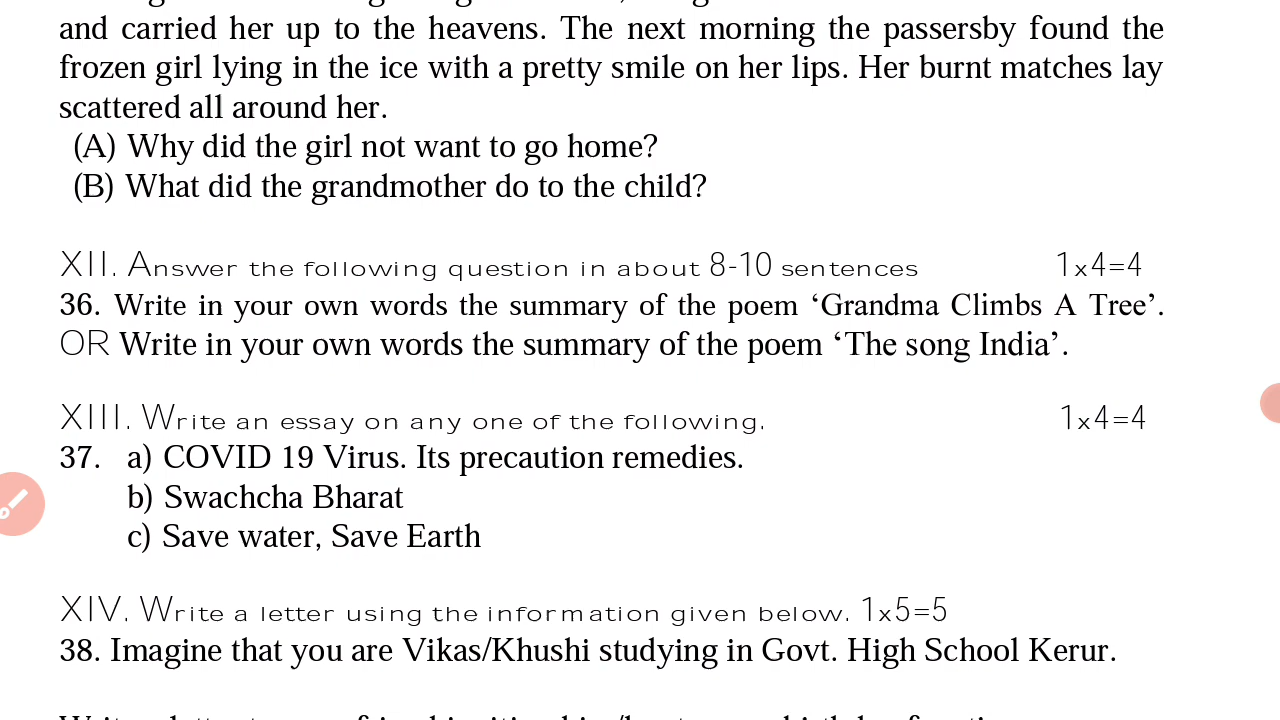 and carried her up to the heavens. The next morning the passersby found the
frozen girl lying in the ice with a pretty smile on her lips. Her burnt matches lay
scattered all around her.
(A) Why did the girl not want to go home?
(B) What did the grandmother do to the child?
XII. Answer the following question in about 8-10 sentences 1x4=4
36. Write in your own words the summary of the poem ‘Grandma Climbs A Tree’.
OR Write in your own words the summary of the poem ‘The song India’.
XIII. Write an essay on any one of the following. 1x4=4
37. a) COVID 19 Virus. Its precaution remedies.
b) Swachcha Bharat
c) Save water, Save Earth
XIV. Write a letter using the information given below. 1x5=5
38. Imagine that you are Vikas/Khushi studying in Govt. High School Kerur.